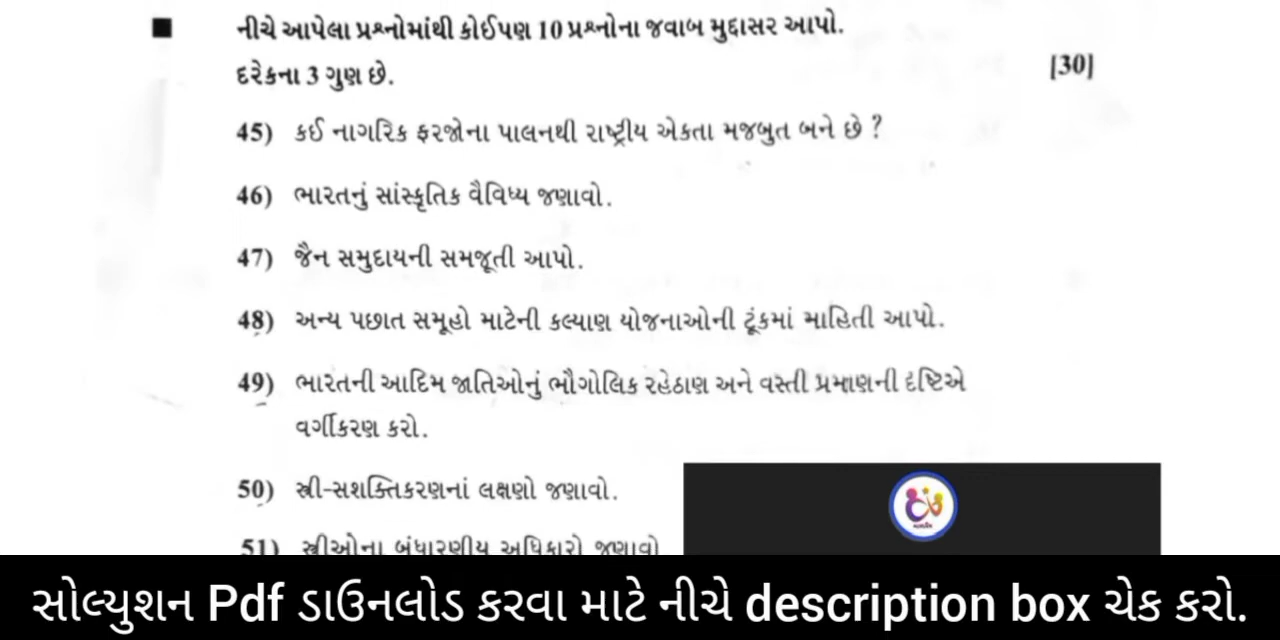 ■ નીચે આપેલા પ્રશ્નોમાંથી કોઈપણ 10 પ્રશ્નોના જવાબ મુદ્દાસર આપો.
દરેકના 3 ગુણ છે. [30]
45) કઈ નાગરિક ફરજોના પાલનથી રાષ્ટ્રીય એકતા મજબુત બને છે ?
46) ભારતનું સાંસ્કૃતિક વૈવિધ્ય જણાવો.
47) જૈન સમુદાયની સમજૂતી આપો.
48) અન્ય પછાત સમૂહો માટેની કલ્યાણ યોજનાઓની ટૂંકમાં માહિતી આપો.
49) ભારતની આદિમ જાતિઓનું ભૌગોલિક રહેઠાણ અને વસ્તી પ્રમાણની દૃષ્ટિએ
વર્ગીકરણ કરો.
50) સ્ત્રી-સશક્તિકરણનાં લક્ષણો જણાવો.
51) સ્ત્રીઓના બંધારણીય અધિકારો જણાવો
સોલ્યુશન Pdf ડાઉનલોડ કરવા માટે નીચે description box ચેક કરો.